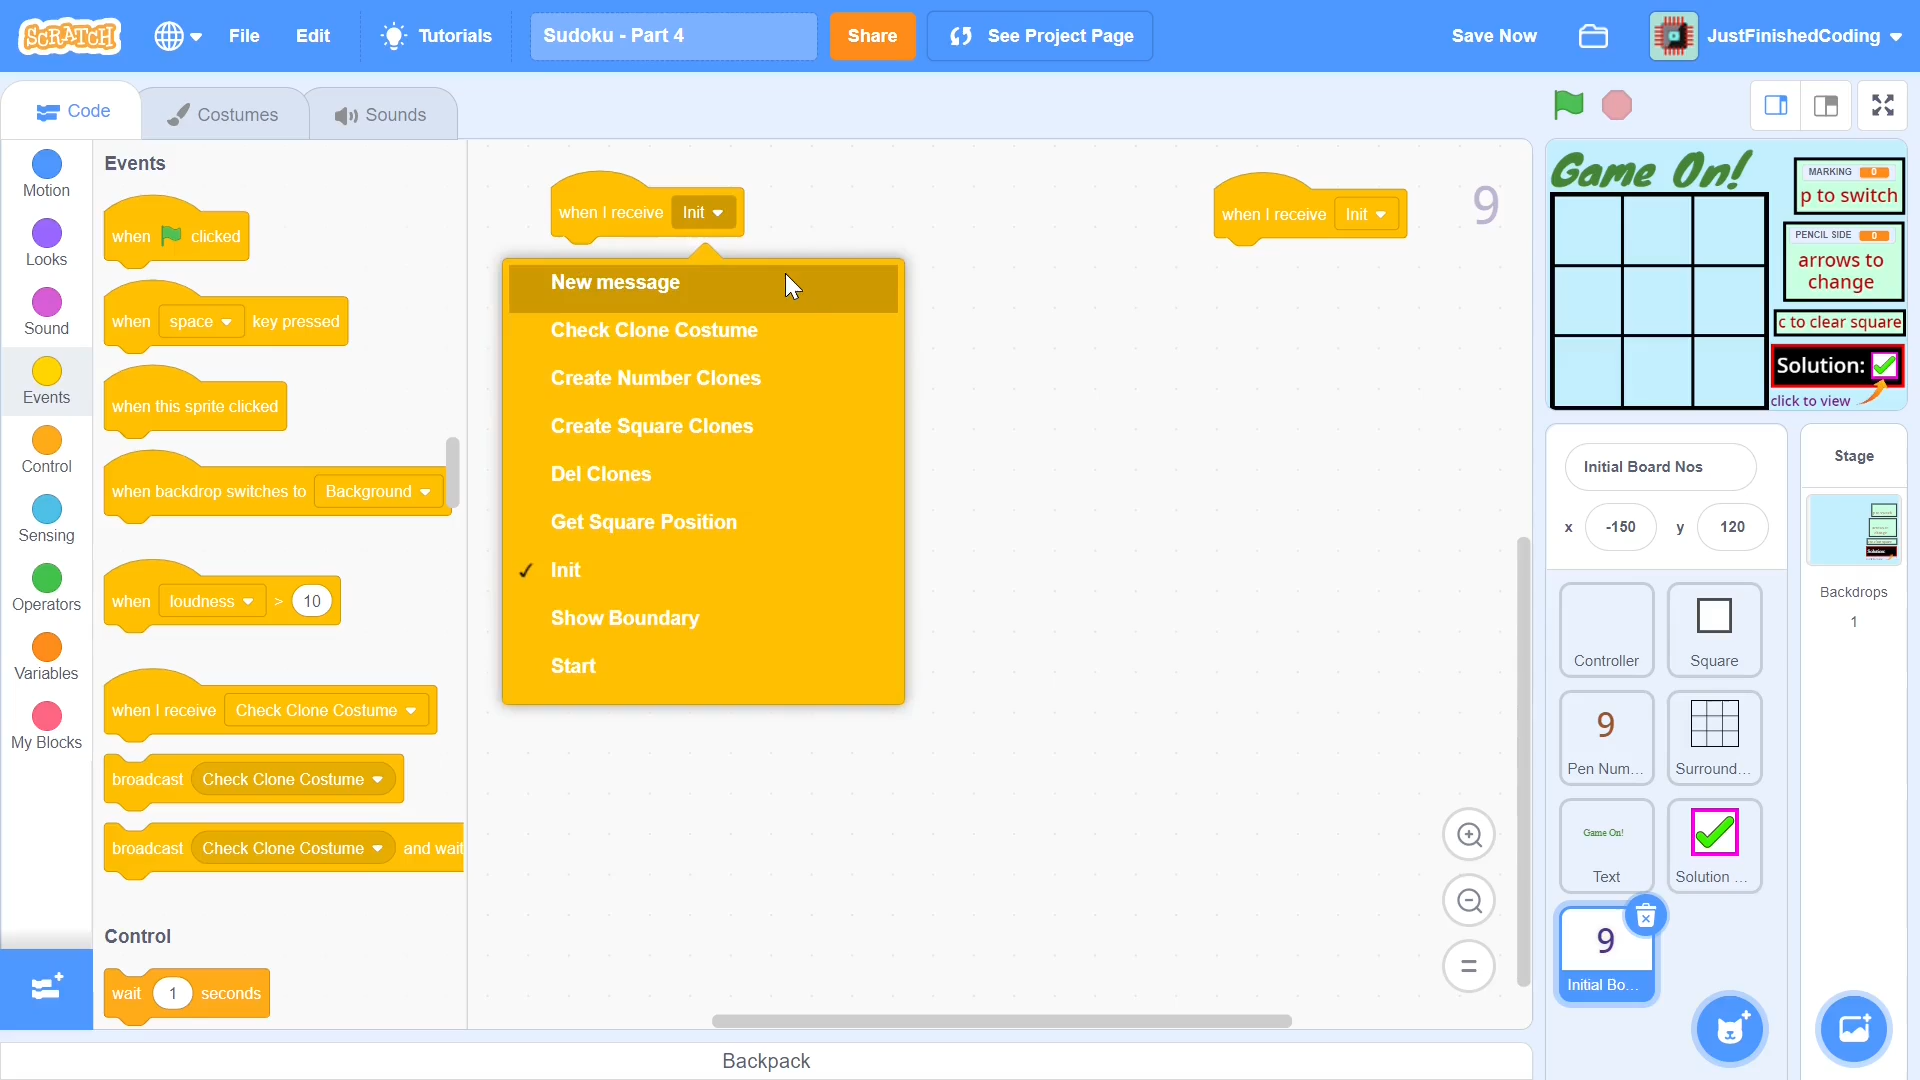 SCRATCH
File
Edit
Tutorials
Sudoku - Part 4
Share
See Project Page
Save Now
JustFinishedCoding
Code
Costumes
Sounds
Motion
Looks
Sound
Events
Control
Sensing
Operators
Variables
My Blocks
Events
when clicked
when space key pressed
when this sprite clicked
when backdrop switches to Background
when loudness > 10
when I receive Check Clone Costume
broadcast Check Clone Costume
broadcast Check Clone Costume and wait
Control
wait 1 seconds
when I receive Init
New message
Check Clone Costume
Create Number Clones
Create Square Clones
Del Clones
Get Square Position
✓ Init
Show Boundary
Start
when I receive Init
9
Game On!
MARKING 0
p to switch
PENCIL SIDE 0
arrows to
change
c to clear square
Solution:
click to view
Initial Board Nos
x -150 y 120
Controller
Square
9
Pen Num...
Surround...
Game On!
Text
Solution ...
9
Initial Bo...
Stage
Backdrops
1
Backpack